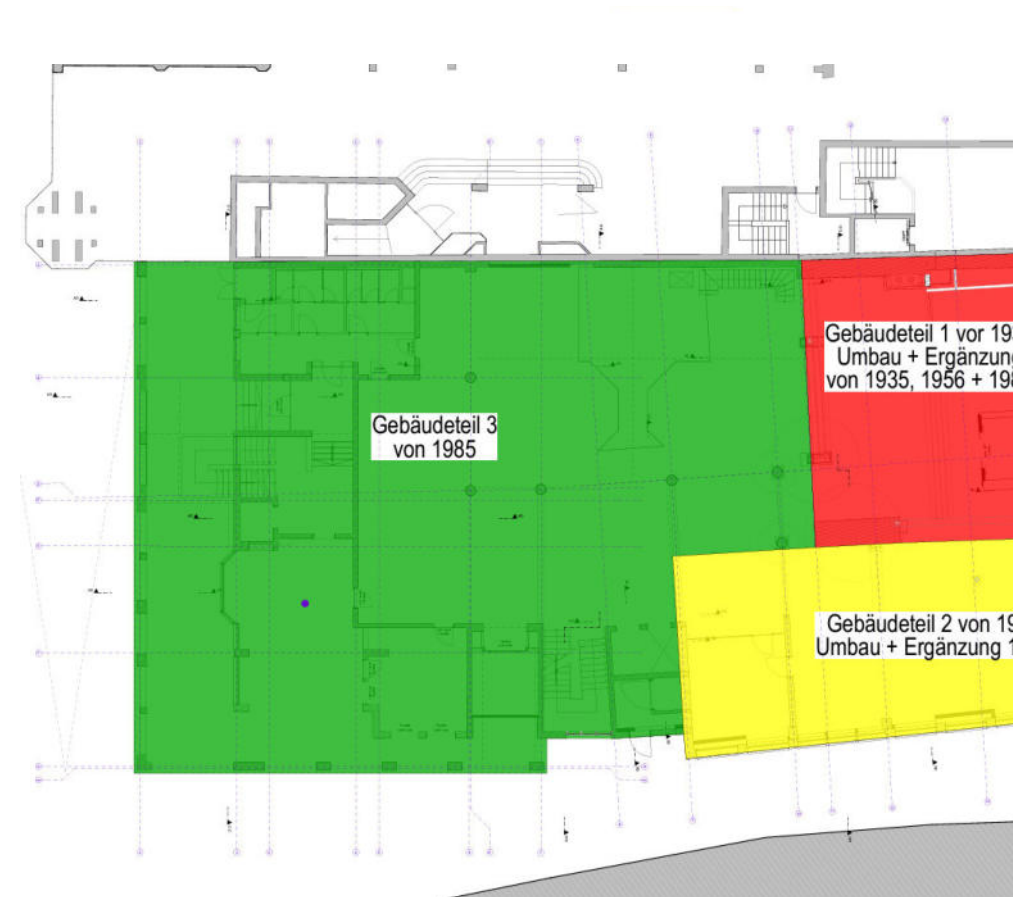 Gebäudeteil 1 vor 19
Umbau + Ergänzun
von 1935, 1956 + 19
Gebäudeteil 3
von 1985
Gebäudeteil 2 von 19
Umbau + Ergänzung 1